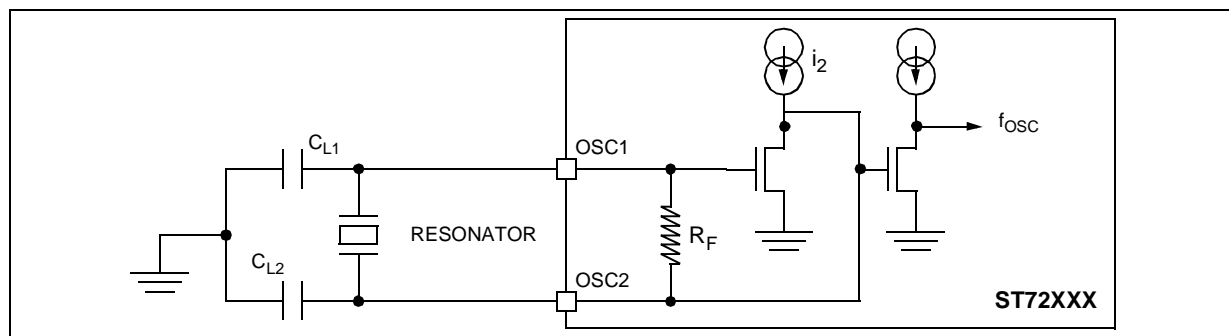 i2
fOSC
CL1
OSC1
RESONATOR
RF
CL2
OSC2
ST72XXX